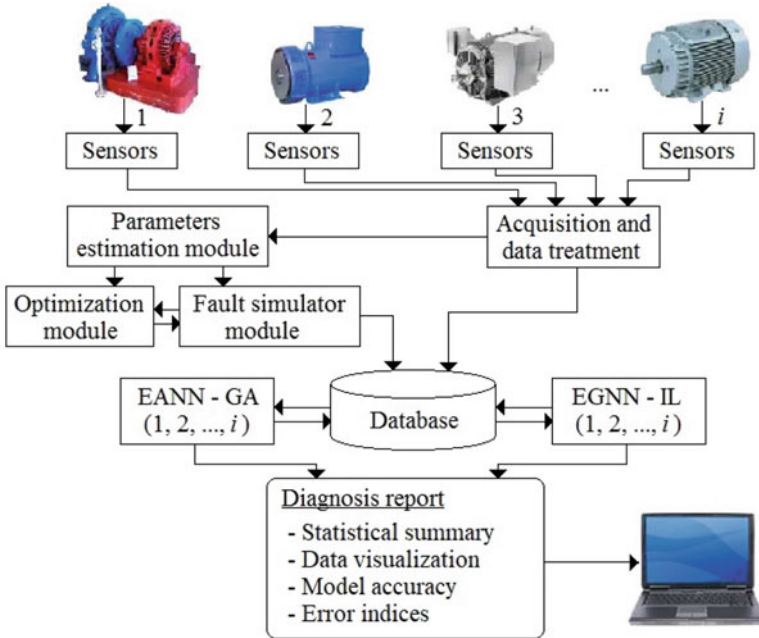 1
2
3
...
i
Sensors
Sensors
Sensors
Sensors
Parameters
estimation module
Acquisition and
data treatment
Optimization
module
Fault simulator
module
EANN - GA
(1, 2, ..., i )
Database
EGNN - IL
(1, 2, ..., i )
Diagnosis report
- Statistical summary
- Data visualization
- Model accuracy
- Error indices